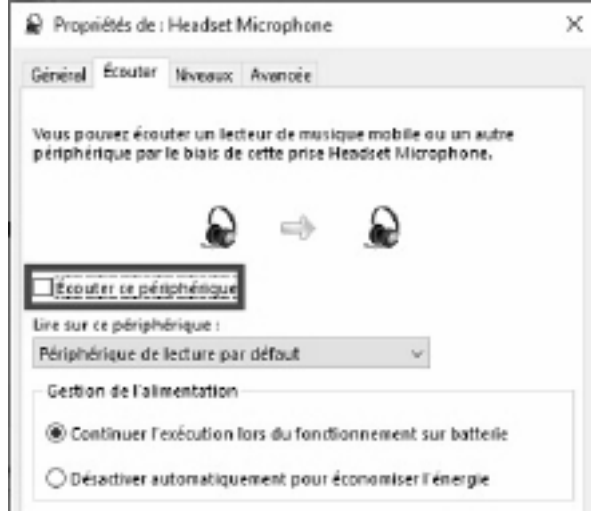 Propriétés de : Headset Microphone
Général Écouter Niveaux Avancée
Vous pouvez écouter un lecteur de musique mobile ou un autre
périphérique par le biais de cette prise Headset Microphone.
Écouter ce périphérique
Lire sur ce périphérique :
Périphérique de lecture par défaut
Gestion de l'alimentation
Continuer l'exécution lors du fonctionnement sur batterie
Désactiver automatiquement pour économiser l'énergie